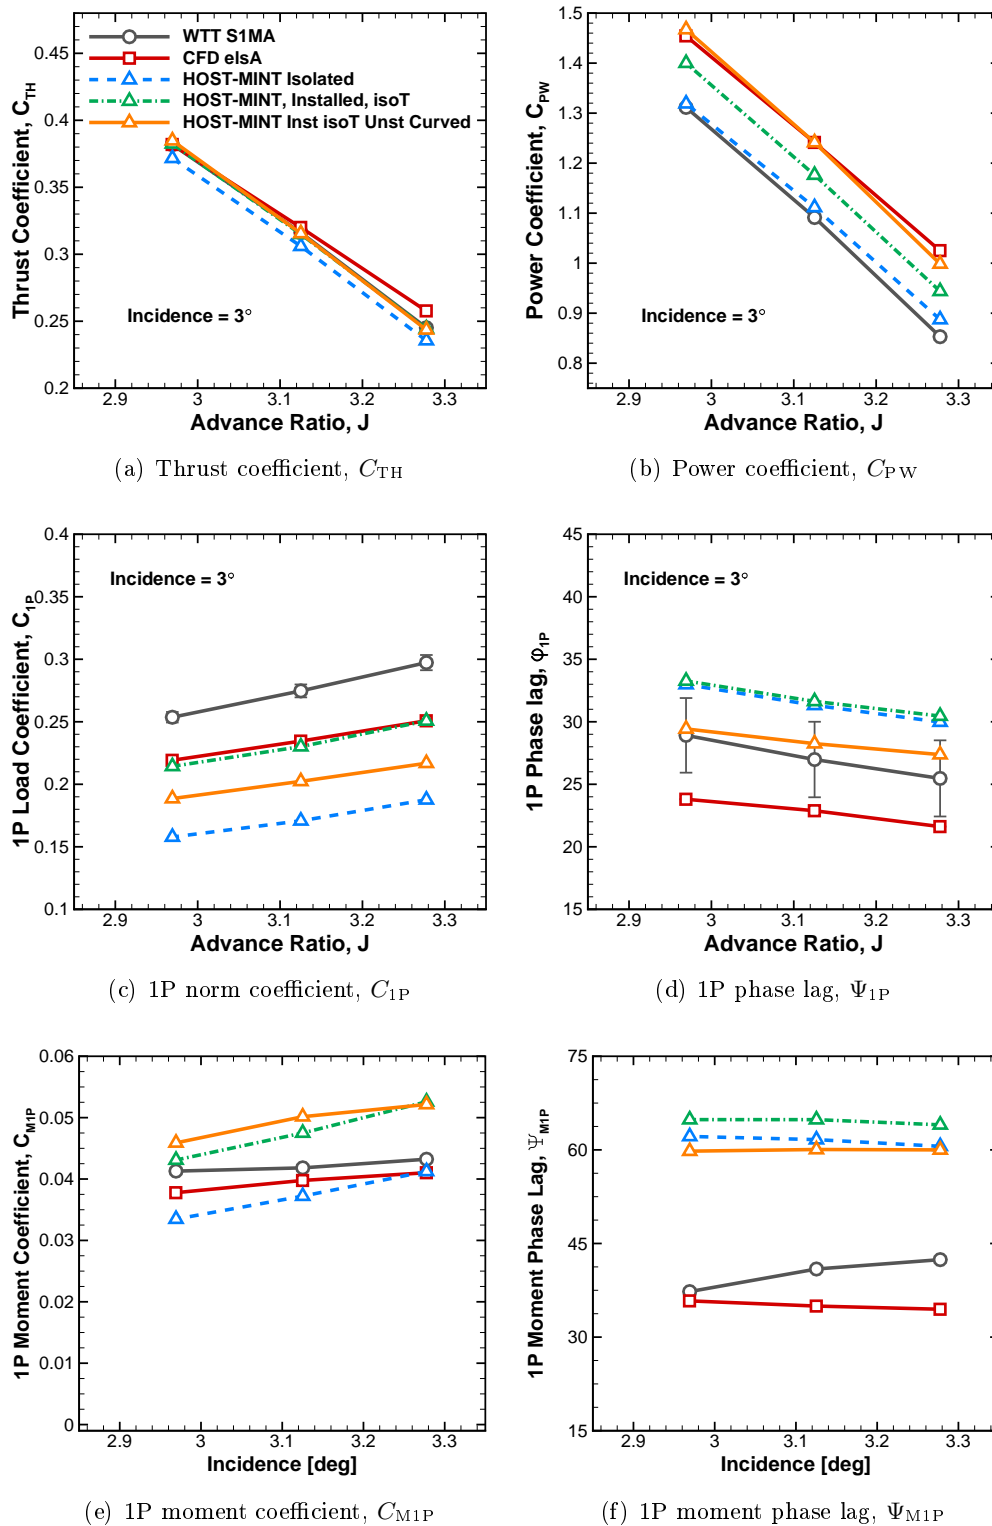 Thrust Coefficient, C_TH
0.45
0.4
0.35
0.3
0.25
0.2
WTT S1MA
CFD elsA
HOST-MINT Isolated
HOST-MINT, Installed, isoT
HOST-MINT Inst isoT Unst Curved
Incidence = 3°
2.9 3 3.1 3.2 3.3
Advance Ratio, J
(a) Thrust coefficient, C_TH
Power Coefficient, C_PW
1.5
1.4
1.3
1.2
1.1
1
0.9
0.8
Incidence = 3°
2.9 3 3.1 3.2 3.3
Advance Ratio, J
(b) Power coefficient, C_PW
1P Load Coefficient, C_1P
0.4
0.35
0.3
0.25
0.2
0.15
0.1
Incidence = 3°
2.9 3 3.1 3.2 3.3
Advance Ratio, J
(c) 1P norm coefficient, C_1P
1P Phase lag, φ_1P
45
40
35
30
25
20
15
Incidence = 3°
2.9 3 3.1 3.2 3.3
Advance Ratio, J
(d) 1P phase lag, Ψ_1P
1P Moment Coefficient, C_M1P
0.06
0.05
0.04
0.03
0.02
0.01
0
2.9 3 3.1 3.2 3.3
Incidence [deg]
(e) 1P moment coefficient, C_M1P
1P Moment Phase Lag, Ψ_M1P
75
60
45
30
15
2.9 3 3.1 3.2 3.3
Incidence [deg]
(f) 1P moment phase lag, Ψ_M1P